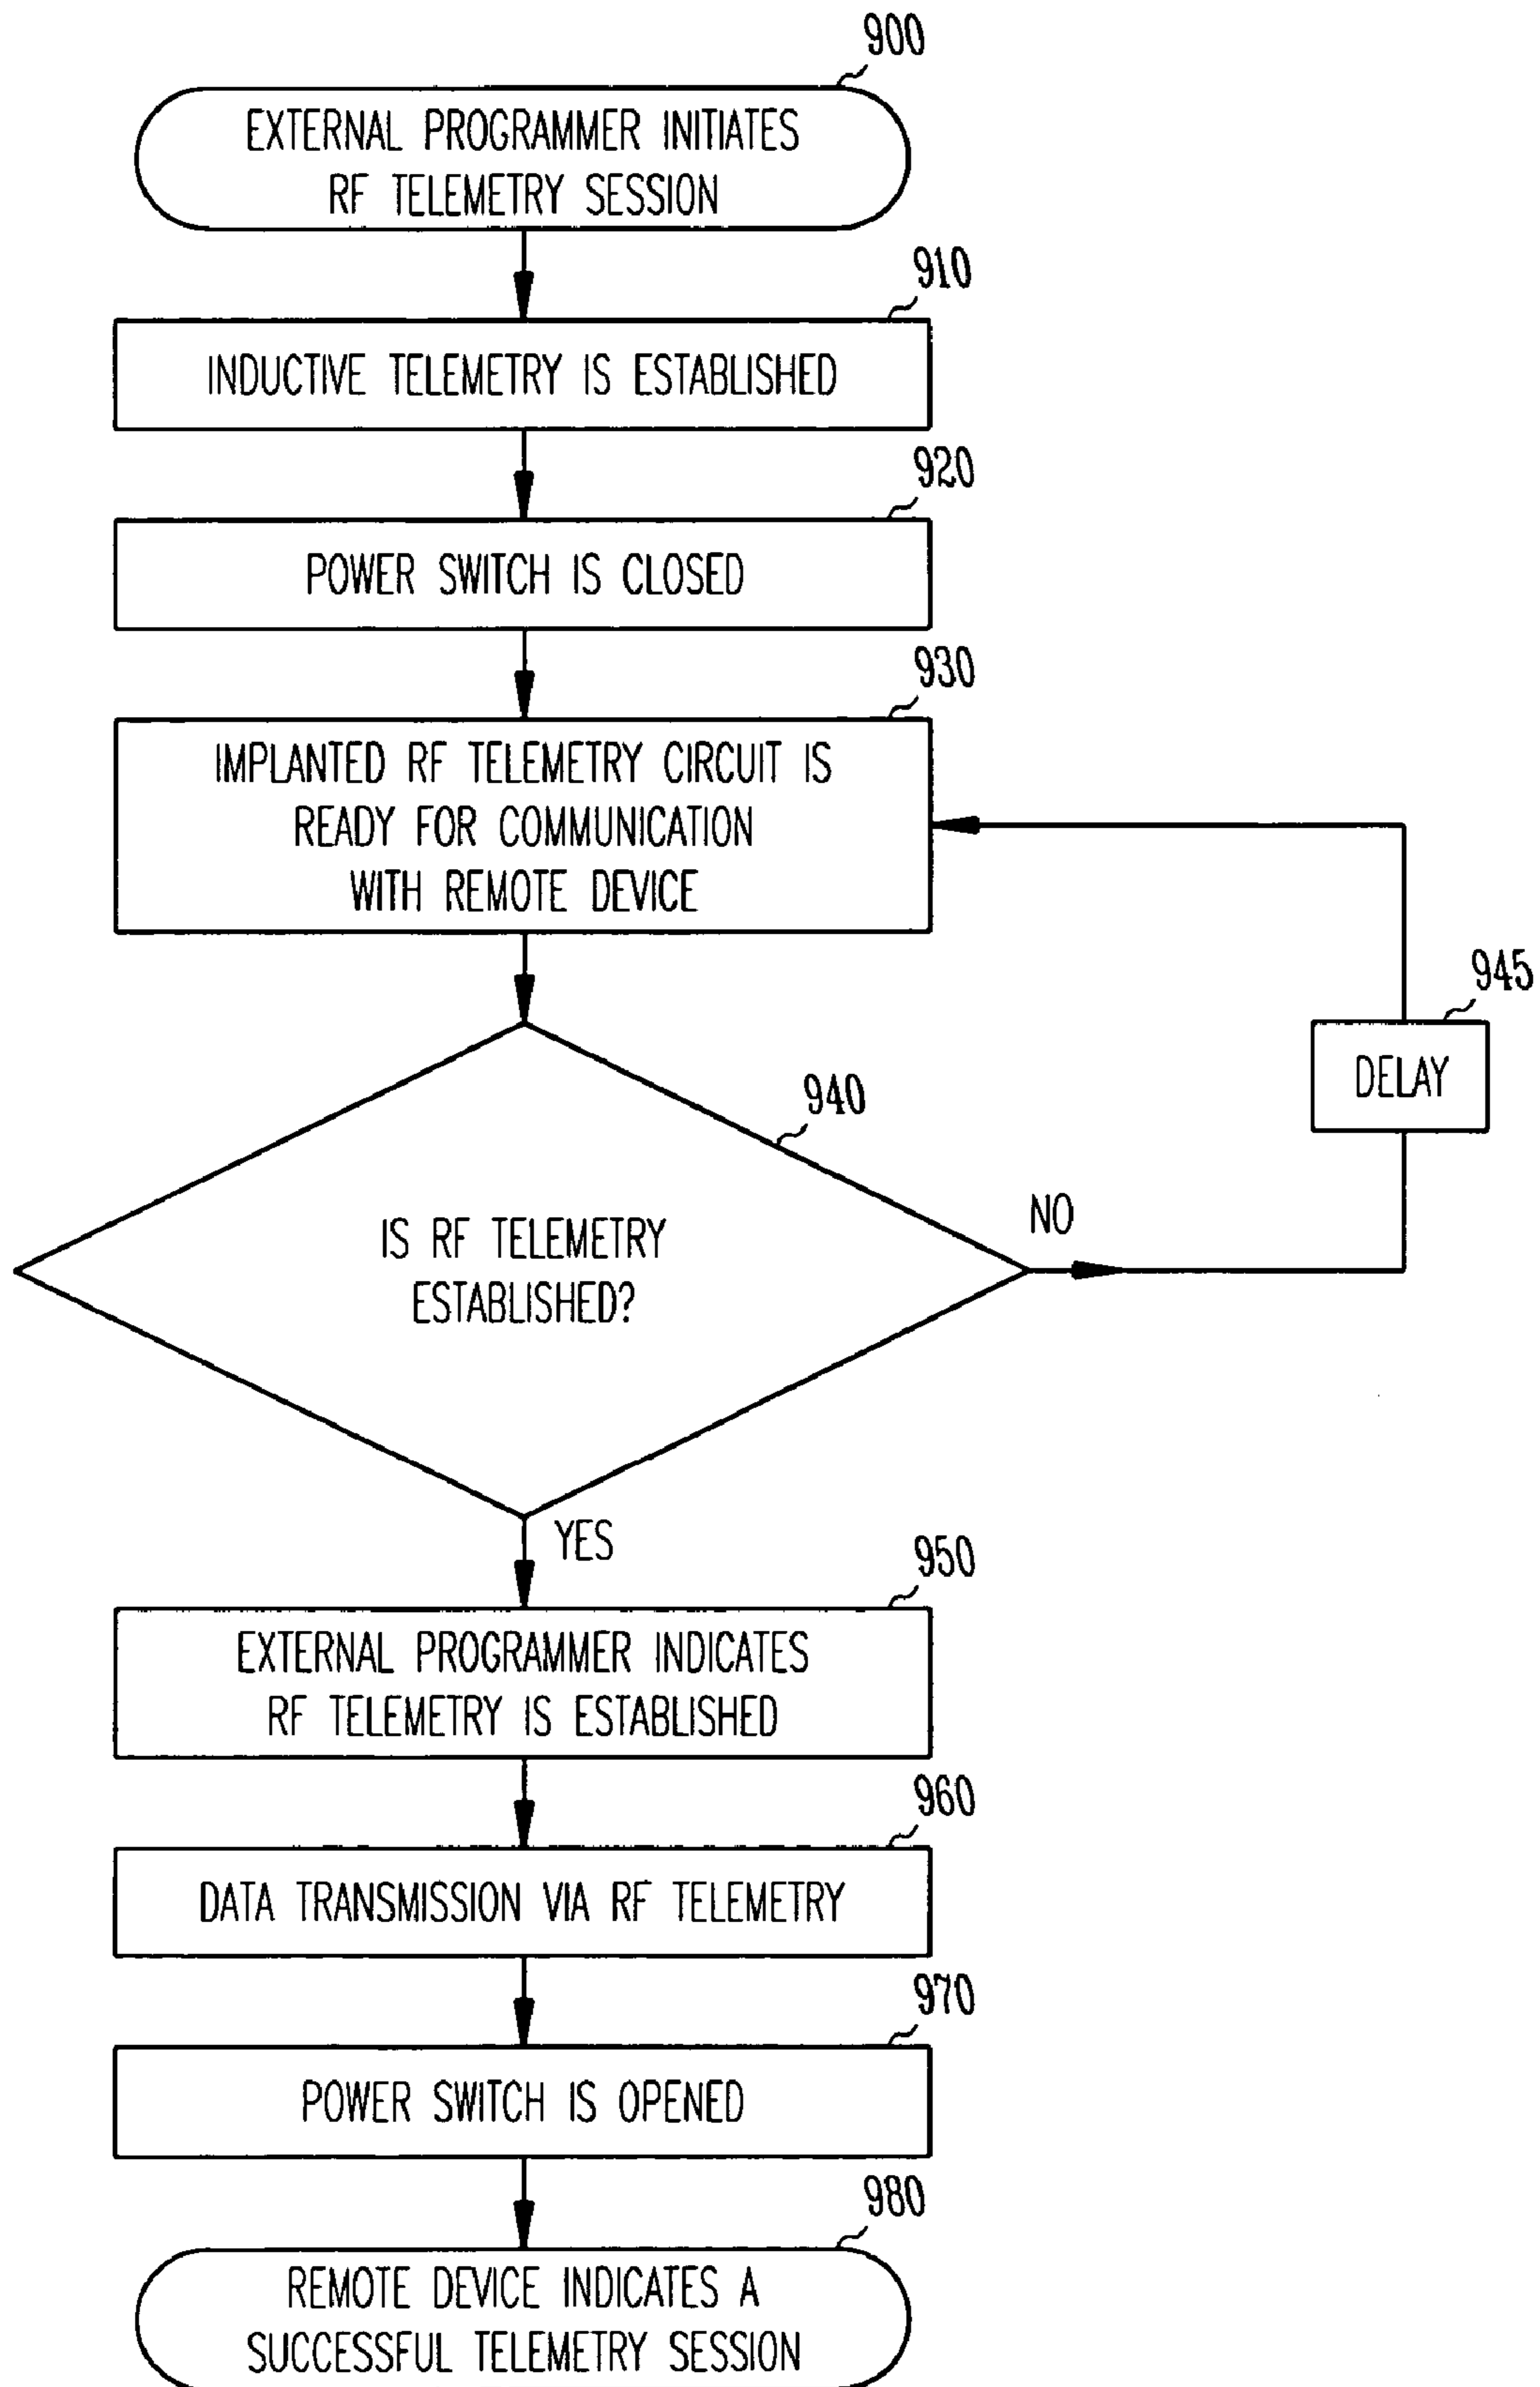 900
EXTERNAL PROGRAMMER INITIATES
RF TELEMETRY SESSION
910
INDUCTIVE TELEMETRY IS ESTABLISHED
920
POWER SWITCH IS CLOSED
930
IMPLANTED RF TELEMETRY CIRCUIT IS
READY FOR COMMUNICATION
WITH REMOTE DEVICE
945
DELAY
940
IS RF TELEMETRY
ESTABLISHED?
NO
YES
950
EXTERNAL PROGRAMMER INDICATES
RF TELEMETRY IS ESTABLISHED
960
DATA TRANSMISSION VIA RF TELEMETRY
970
POWER SWITCH IS OPENED
980
REMOTE DEVICE INDICATES A
SUCCESSFUL TELEMETRY SESSION